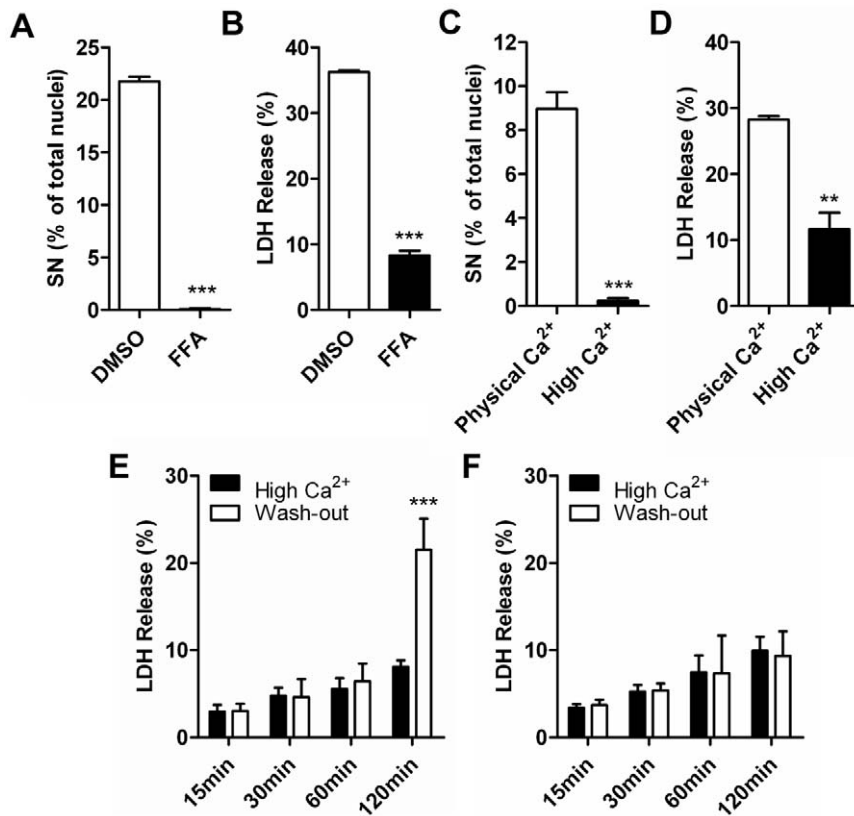 A
SN (% of total nuclei)
25
20
15
10
5
0
***
DMSO
FFA
B
LDH Release (%)
40
30
20
10
0
***
DMSO
FFA
C
SN (% of total nuclei)
12
10
8
6
4
2
0
***
Physical Ca²⁺
High Ca²⁺
D
LDH Release (%)
40
30
20
10
0
**
Physical Ca²⁺
High Ca²⁺
E
LDH Release (%)
30
20
10
0
High Ca²⁺
Wash-out
***
15min
30min
60min
120min
F
LDH Release (%)
30
20
10
0
High Ca²⁺
Wash-out
15min
30min
60min
120min